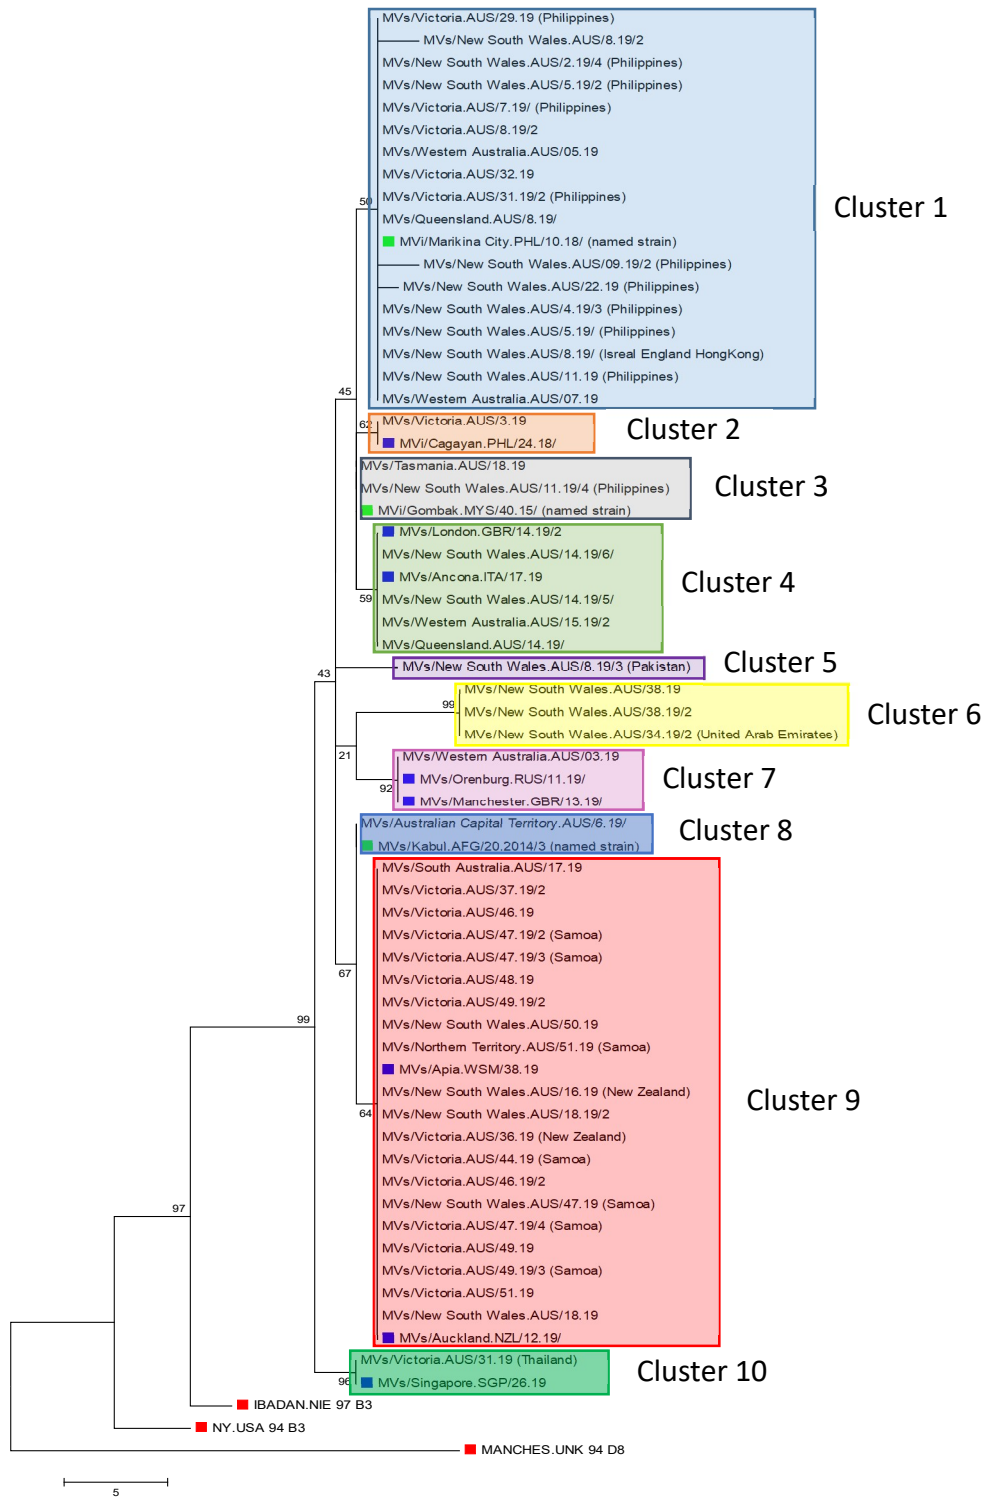 MVs/Victoria.AUS/29.19 (Philippines)
MVs/New South Wales.AUS/8.19/2
MVs/New South Wales.AUS/2.19/4 (Philippines)
MVs/New South Wales.AUS/5.19/2 (Philippines)
MVs/Victoria.AUS/7.19/ (Philippines)
MVs/Victoria.AUS/8.19/2
MVs/Western Australia.AUS/05.19
MVs/Victoria.AUS/32.19
MVs/Victoria.AUS/31.19/2 (Philippines)
50
Cluster 1
MVs/Queensland.AUS/8.19/
MVi/Marikina City.PHL/10.18/ (named strain)
MVs/New South Wales.AUS/09.19/2 (Philippines)
MVs/New South Wales.AUS/22.19 (Philippines)
MVs/New South Wales.AUS/4.19/3 (Philippines)
MVs/New South Wales.AUS/5.19/ (Philippines)
MVs/New South Wales.AUS/8.19/ (Isreal England HongKong)
MVs/New South Wales.AUS/11.19 (Philippines)
45
MVs/Western Australia.AUS/07.19
MVs/Victoria.AUS/3.19
62
Cluster 2
MVi/Cagayan.PHL/24.18/
MVs/Tasmania.AUS/18.19
MVs/New South Wales.AUS/11.19/4 (Philippines)
Cluster 3
MVi/Gombak.MYS/40.15/ (named strain)
MVs/London.GBR/14.19/2
MVs/New South Wales.AUS/14.19/6/
MVs/Ancona.ITA/17.19
Cluster 4
59
MVs/New South Wales.AUS/14.19/5/
MVs/Western Australia.AUS/15.19/2
MVs/Queensland.AUS/14.19/
MVs/New South Wales.AUS/8.19/3 (Pakistan)
Cluster 5
43
MVs/New South Wales.AUS/38.19
99
MVs/New South Wales.AUS/38.19/2
Cluster 6
MVs/New South Wales.AUS/34.19/2 (United Arab Emirates)
21
MVs/Western Australia.AUS/03.19
MVs/Orenburg.RUS/11.19/
Cluster 7
92
MVs/Manchester.GBR/13.19/
MVs/Australian Capital Territory.AUS/6.19/
Cluster 8
MVs/Kabul.AFG/20.2014/3 (named strain)
MVs/South Australia.AUS/17.19
MVs/Victoria.AUS/37.19/2
MVs/Victoria.AUS/46.19
MVs/Victoria.AUS/47.19/2 (Samoa)
MVs/Victoria.AUS/47.19/3 (Samoa)
67
MVs/Victoria.AUS/48.19
MVs/Victoria.AUS/49.19/2
99
MVs/New South Wales.AUS/50.19
MVs/Northern Territory.AUS/51.19 (Samoa)
MVs/Apia.WSM/38.19
MVs/New South Wales.AUS/16.19 (New Zealand)
Cluster 9
64
MVs/New South Wales.AUS/18.19/2
MVs/Victoria.AUS/36.19 (New Zealand)
MVs/Victoria.AUS/44.19 (Samoa)
MVs/Victoria.AUS/46.19/2
MVs/New South Wales.AUS/47.19 (Samoa)
97
MVs/Victoria.AUS/47.19/4 (Samoa)
MVs/Victoria.AUS/49.19
MVs/Victoria.AUS/49.19/3 (Samoa)
MVs/Victoria.AUS/51.19
MVs/New South Wales.AUS/18.19
MVs/Auckland.NZL/12.19/
MVs/Victoria.AUS/31.19 (Thailand)
Cluster 10
96
MVs/Singapore.SGP/26.19
IBADAN.NIE 97 B3
NY.USA 94 B3
MANCHES.UNK 94 D8
5